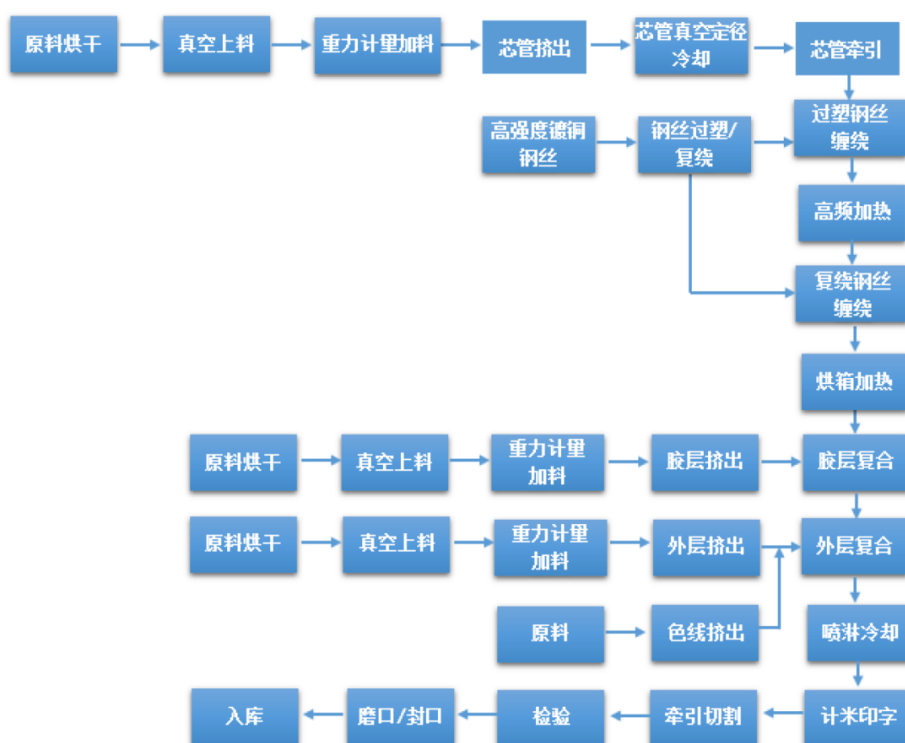 原料烘干
真空上料
重力计量加料
芯管挤出
芯管真空定径
冷却
芯管牵引
高强度镀铜
钢丝
钢丝过塑/
复绕
过塑钢丝
缠绕
高频加热
复绕钢丝
缠绕
烘箱加热
原料烘干
真空上料
重力计量
加料
胶层挤出
胶层复合
原料烘干
真空上料
重力计量
加料
外层挤出
外层复合
原料
色线挤出
喷淋冷却
入库
磨口/封口
检验
牵引切割
计米印字